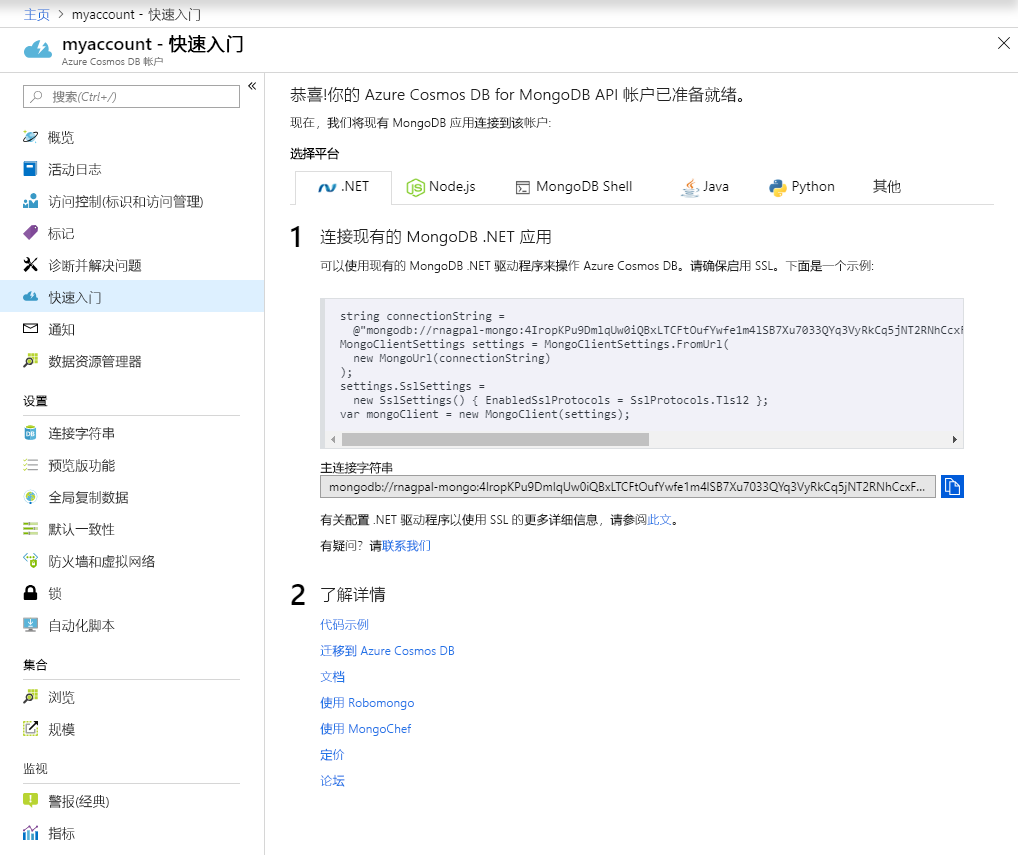 主页 > myaccount - 快速入门
myaccount - 快速入门
Azure Cosmos DB 帐户
搜索(Ctrl+/)
概览
活动日志
访问控制(标识和访问管理)
标记
诊断并解决问题
快速入门
通知
数据资源管理器
设置
连接字符串
预览版功能
全局复制数据
默认一致性
防火墙和虚拟网络
锁
自动化脚本
集合
浏览
规模
监视
警报(经典)
指标
恭喜!你的 Azure Cosmos DB for MongoDB API 帐户已准备就绪。
现在，我们将现有 MongoDB 应用连接到该帐户:
选择平台
.NET Node.js MongoDB Shell Java Python 其他
1 连接现有的 MongoDB .NET 应用
可以使用现有的 MongoDB .NET 驱动程序来操作 Azure Cosmos DB。请确保启用 SSL。下面是一个示例:
string connectionString =
@"mongodb://rnagpal-mongo:4IropKPu9DmlqUw0iQBxLTCFtOufYwfe1m4lSB7Xu7033QYq3VyRkCq5jNT2RNhCcxF
MongoClientSettings settings = MongoClientSettings.FromUrl(
new MongoUrl(connectionString)
);
settings.SslSettings =
new SslSettings() { EnabledSslProtocols = SslProtocols.Tls12 };
var mongoClient = new MongoClient(settings);
主连接字符串
mongodb://rnagpal-mongo:4IropKPu9DmlqUw0iQBxLTCFtOufYwfe1m4lSB7Xu7033QYq3VyRkCq5jNT2RNhCcxF...
有关配置 .NET 驱动程序以使用 SSL 的更多详细信息，请参阅此文。
有疑问？请联系我们
2 了解详情
代码示例
迁移到 Azure Cosmos DB
文档
使用 Robomongo
使用 MongoChef
定价
论坛